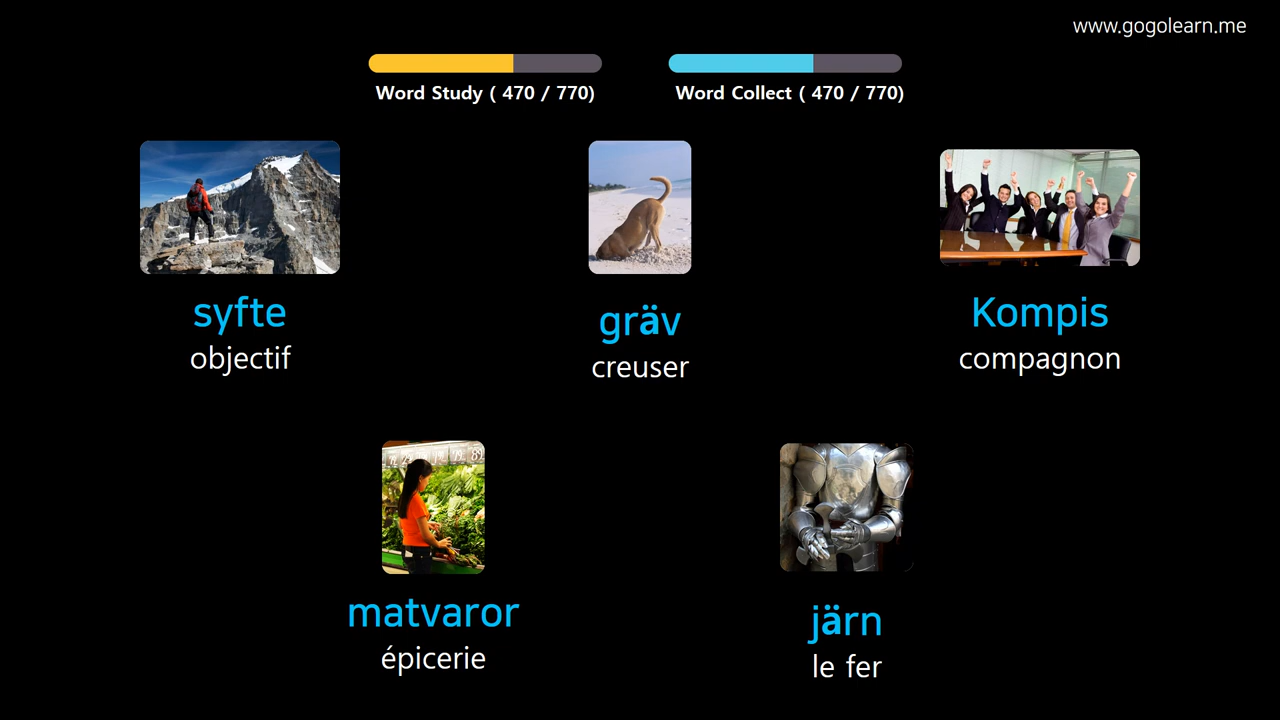 www.gogolearn.me
Word Study ( 470 / 770)
Word Collect ( 470 / 770)
syfte
objectif
gräv
creuser
Kompis
compagnon
matvaror
épicerie
järn
le fer